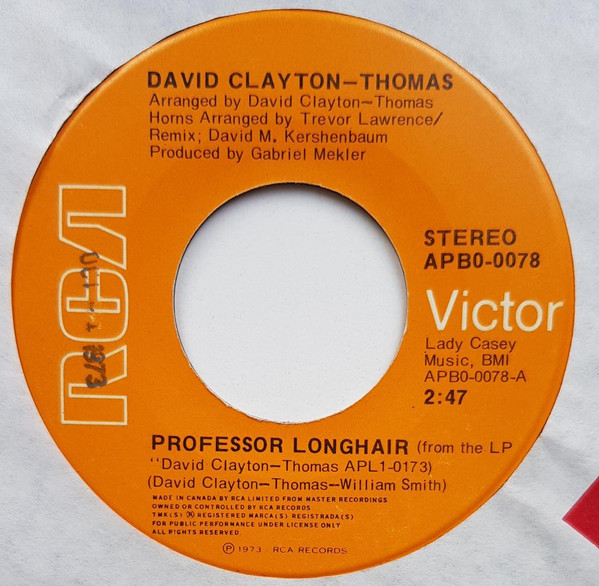 DAVID CLAYTON-THOMAS
Arranged by David Clayton-Thomas
Horns Arranged by Trevor Lawrence/
Remix; David M. Kershenbaum
Produced by Gabriel Mekler
RCA
STEREO
APB0-0078
Victor
Lady Casey
Music, BMI
APB0-0078-A
2:47
PROFESSOR LONGHAIR (from the LP
"David Clayton-Thomas APL1-0173)
(David Clayton-Thomas-William Smith)
MADE IN CANADA BY RCA LIMITED FROM MASTER RECORDINGS
OWNED OR CONTROLLED BY RCA RECORDS
TMK(S) ® REGISTERED MARCA(S) REGISTRADA(S)
FOR PUBLIC PERFORMANCE UNDER LICENSE ONLY
ALL RIGHTS RESERVED.
℗ 1973 - RCA RECORDS
1973